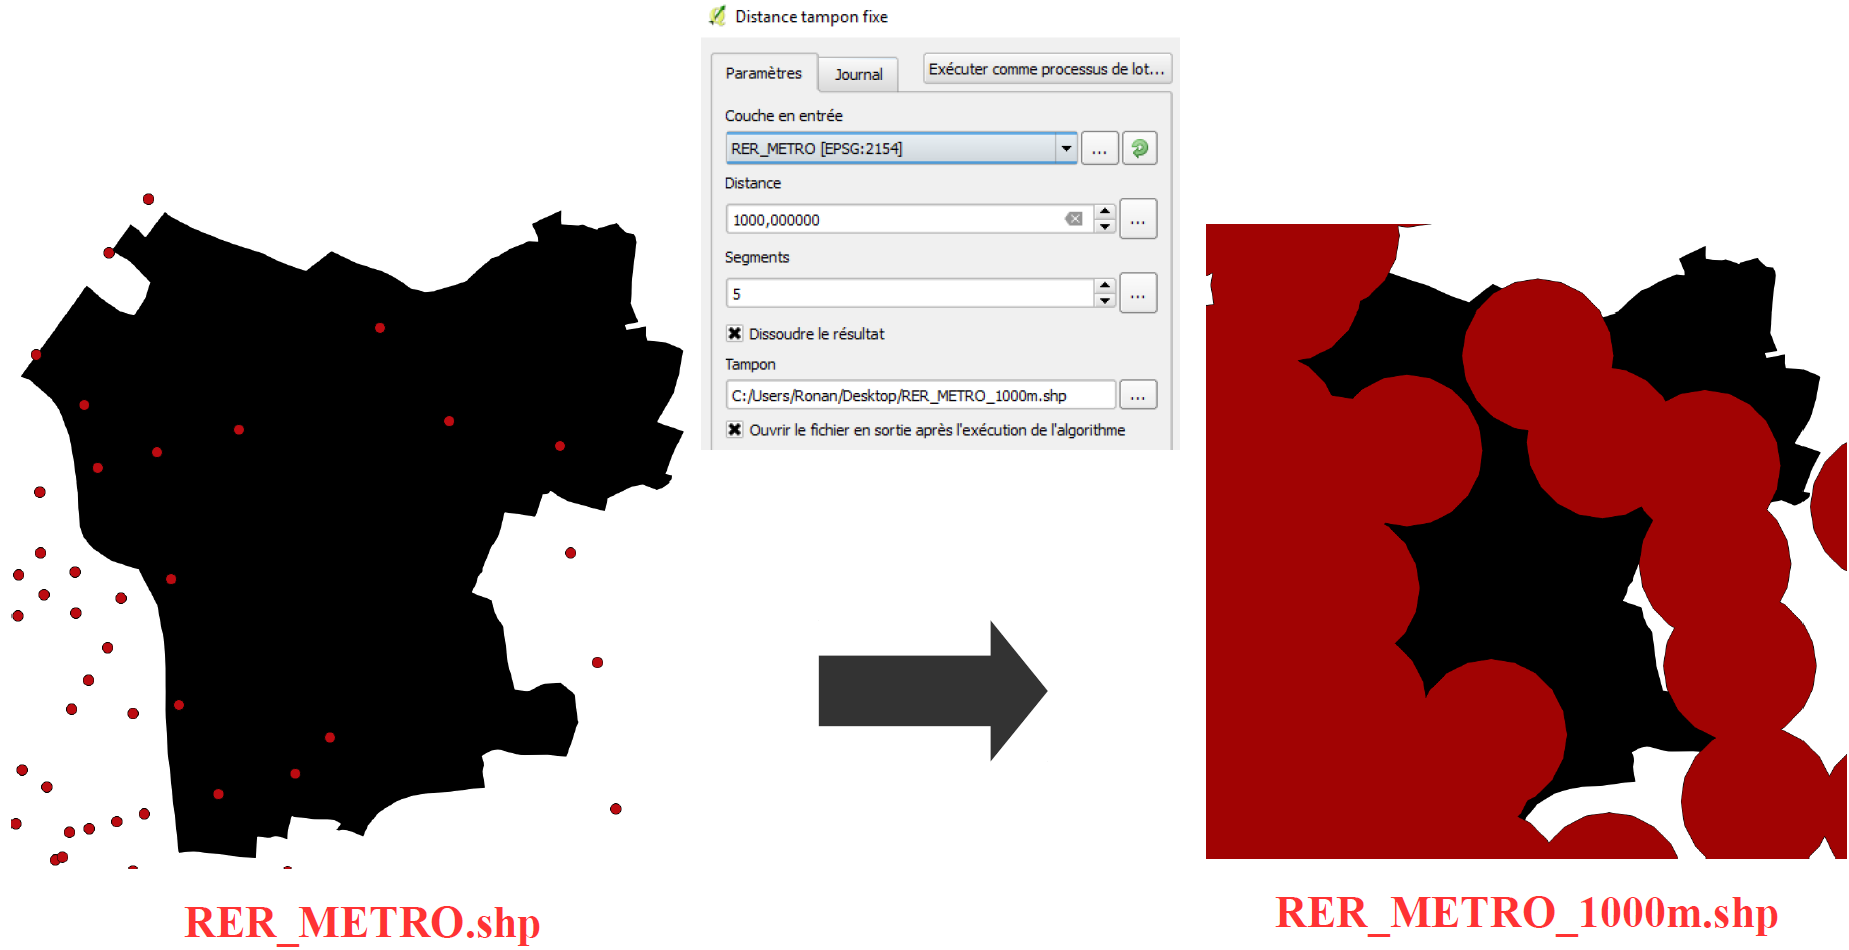 Distance tampon fixe
Paramètres
Journal
Exécuter comme processus de lot...
Couche en entrée
RER_METRO [EPSG:2154]
...
Distance
1000,000000
...
Segments
5
...
Dissoudre le résultat
Tampon
C:/Users/Ronan/Desktop/RER_METRO_1000m.shp
...
Ouvrir le fichier en sortie après l'exécution de l'algorithme
RER_METRO.shp
RER_METRO_1000m.shp